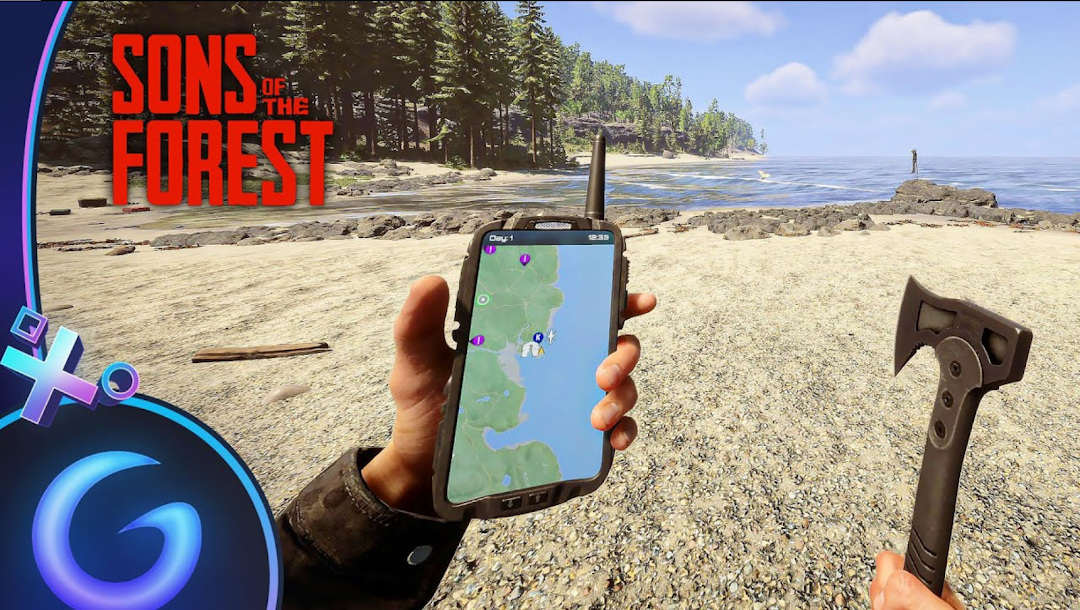 SONS
OF
THE
FOREST
Day: 1
12:33
K